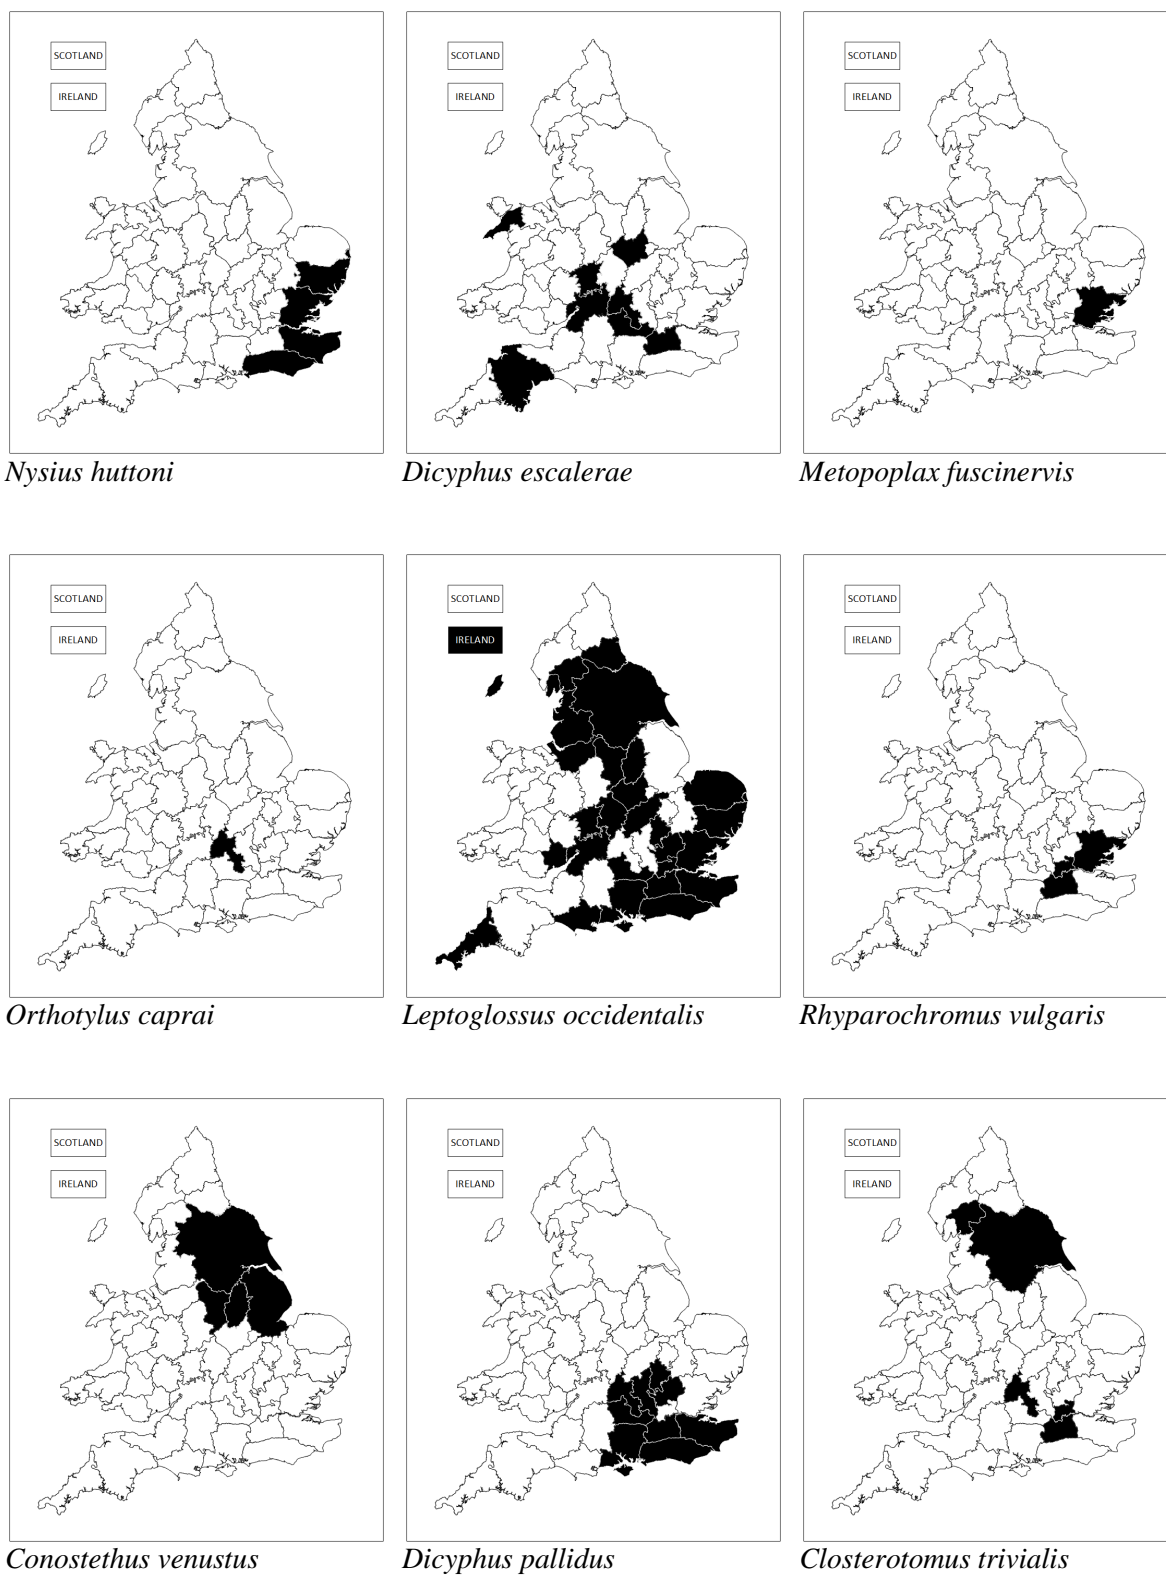 SCOTLAND
IRELAND
SCOTLAND
IRELAND
SCOTLAND
IRELAND
Nysius huttoni
Dicyphus escalerae
Metopoplax fuscinervis
SCOTLAND
IRELAND
SCOTLAND
IRELAND
SCOTLAND
IRELAND
Orthotylus caprai
Leptoglossus occidentalis
Rhyparochromus vulgaris
SCOTLAND
IRELAND
SCOTLAND
IRELAND
SCOTLAND
IRELAND
Conostethus venustus
Dicyphus pallidus
Closterotomus trivialis